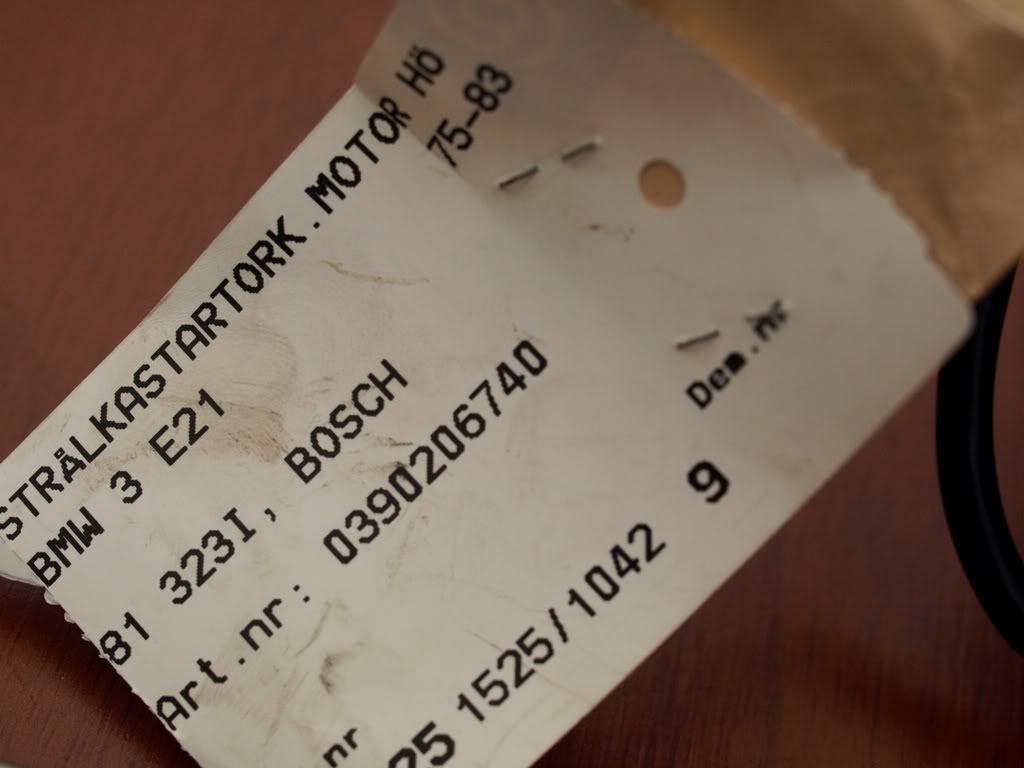 STRÅLKASTARTORK.MOTOR HÖ
BMW 3 E21 75-83
81 323I, BOSCH
Art.nr: 0390206740
nr Dem.nr
25 1525/1042 9